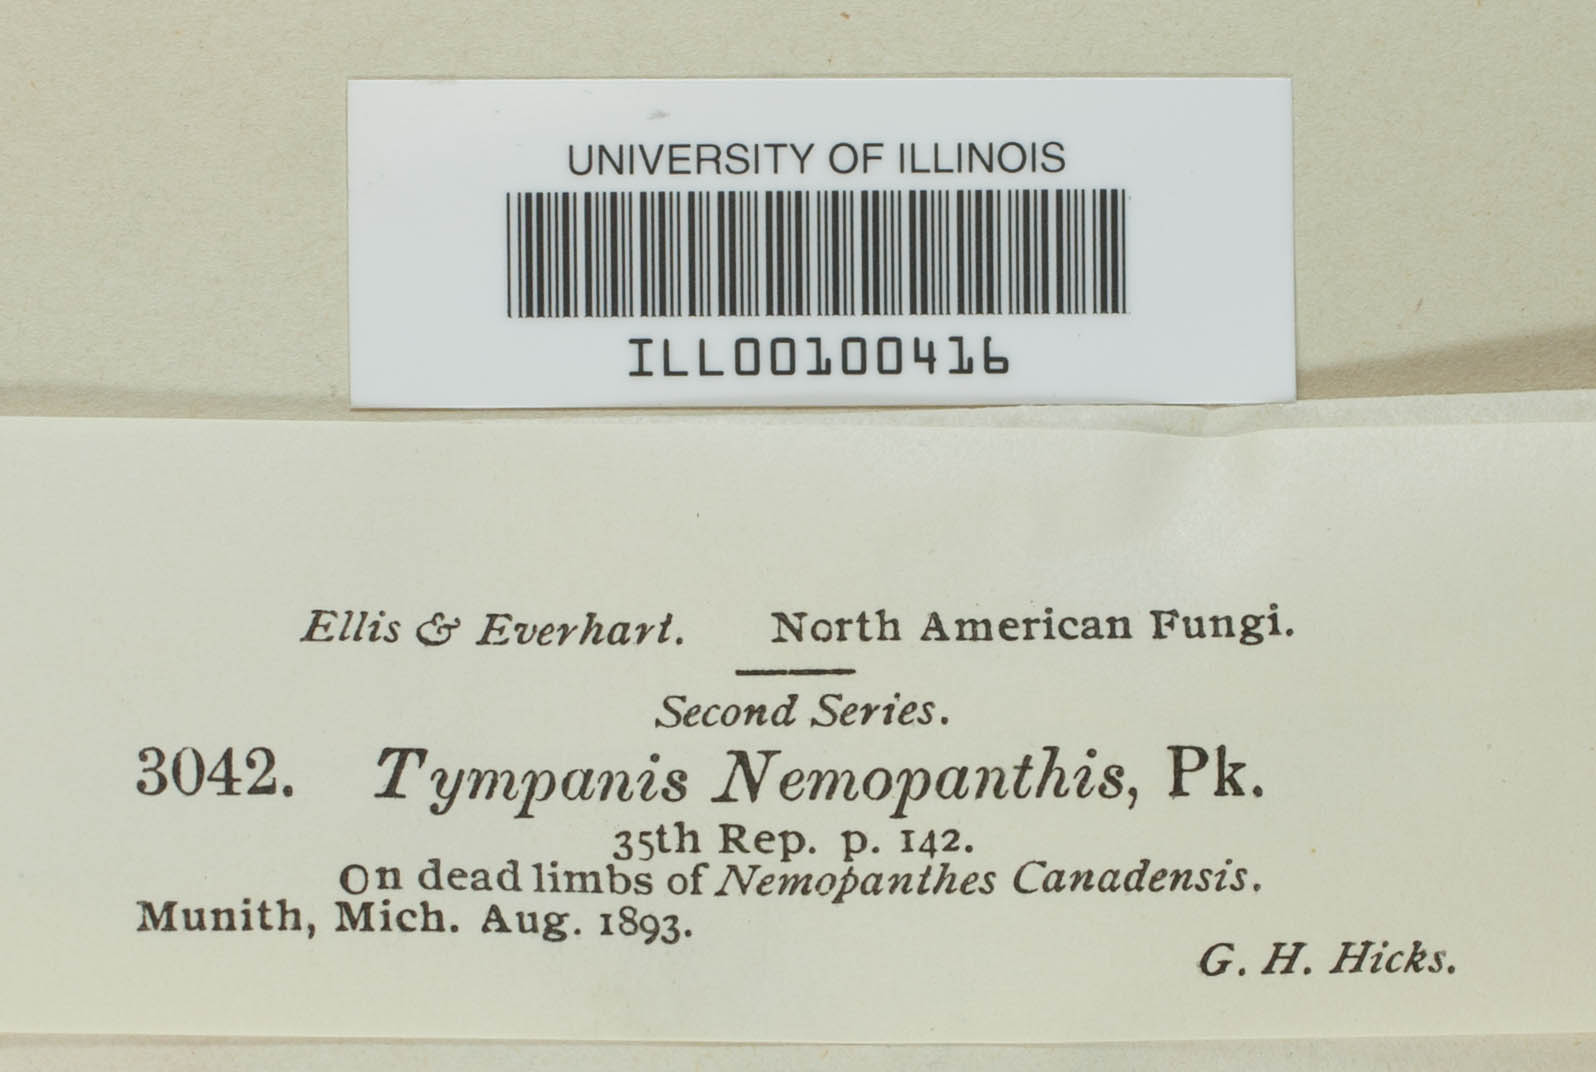 UNIVERSITY OF ILLINOIS
ILL00100416
Ellis & Everhart. North American Fungi.
Second Series.
3042. Tympanis Nemopanthis, Pk.
35th Rep. p. 142.
On dead limbs of Nemopanthes Canadensis.
Munith, Mich. Aug. 1893.
G. H. Hicks.